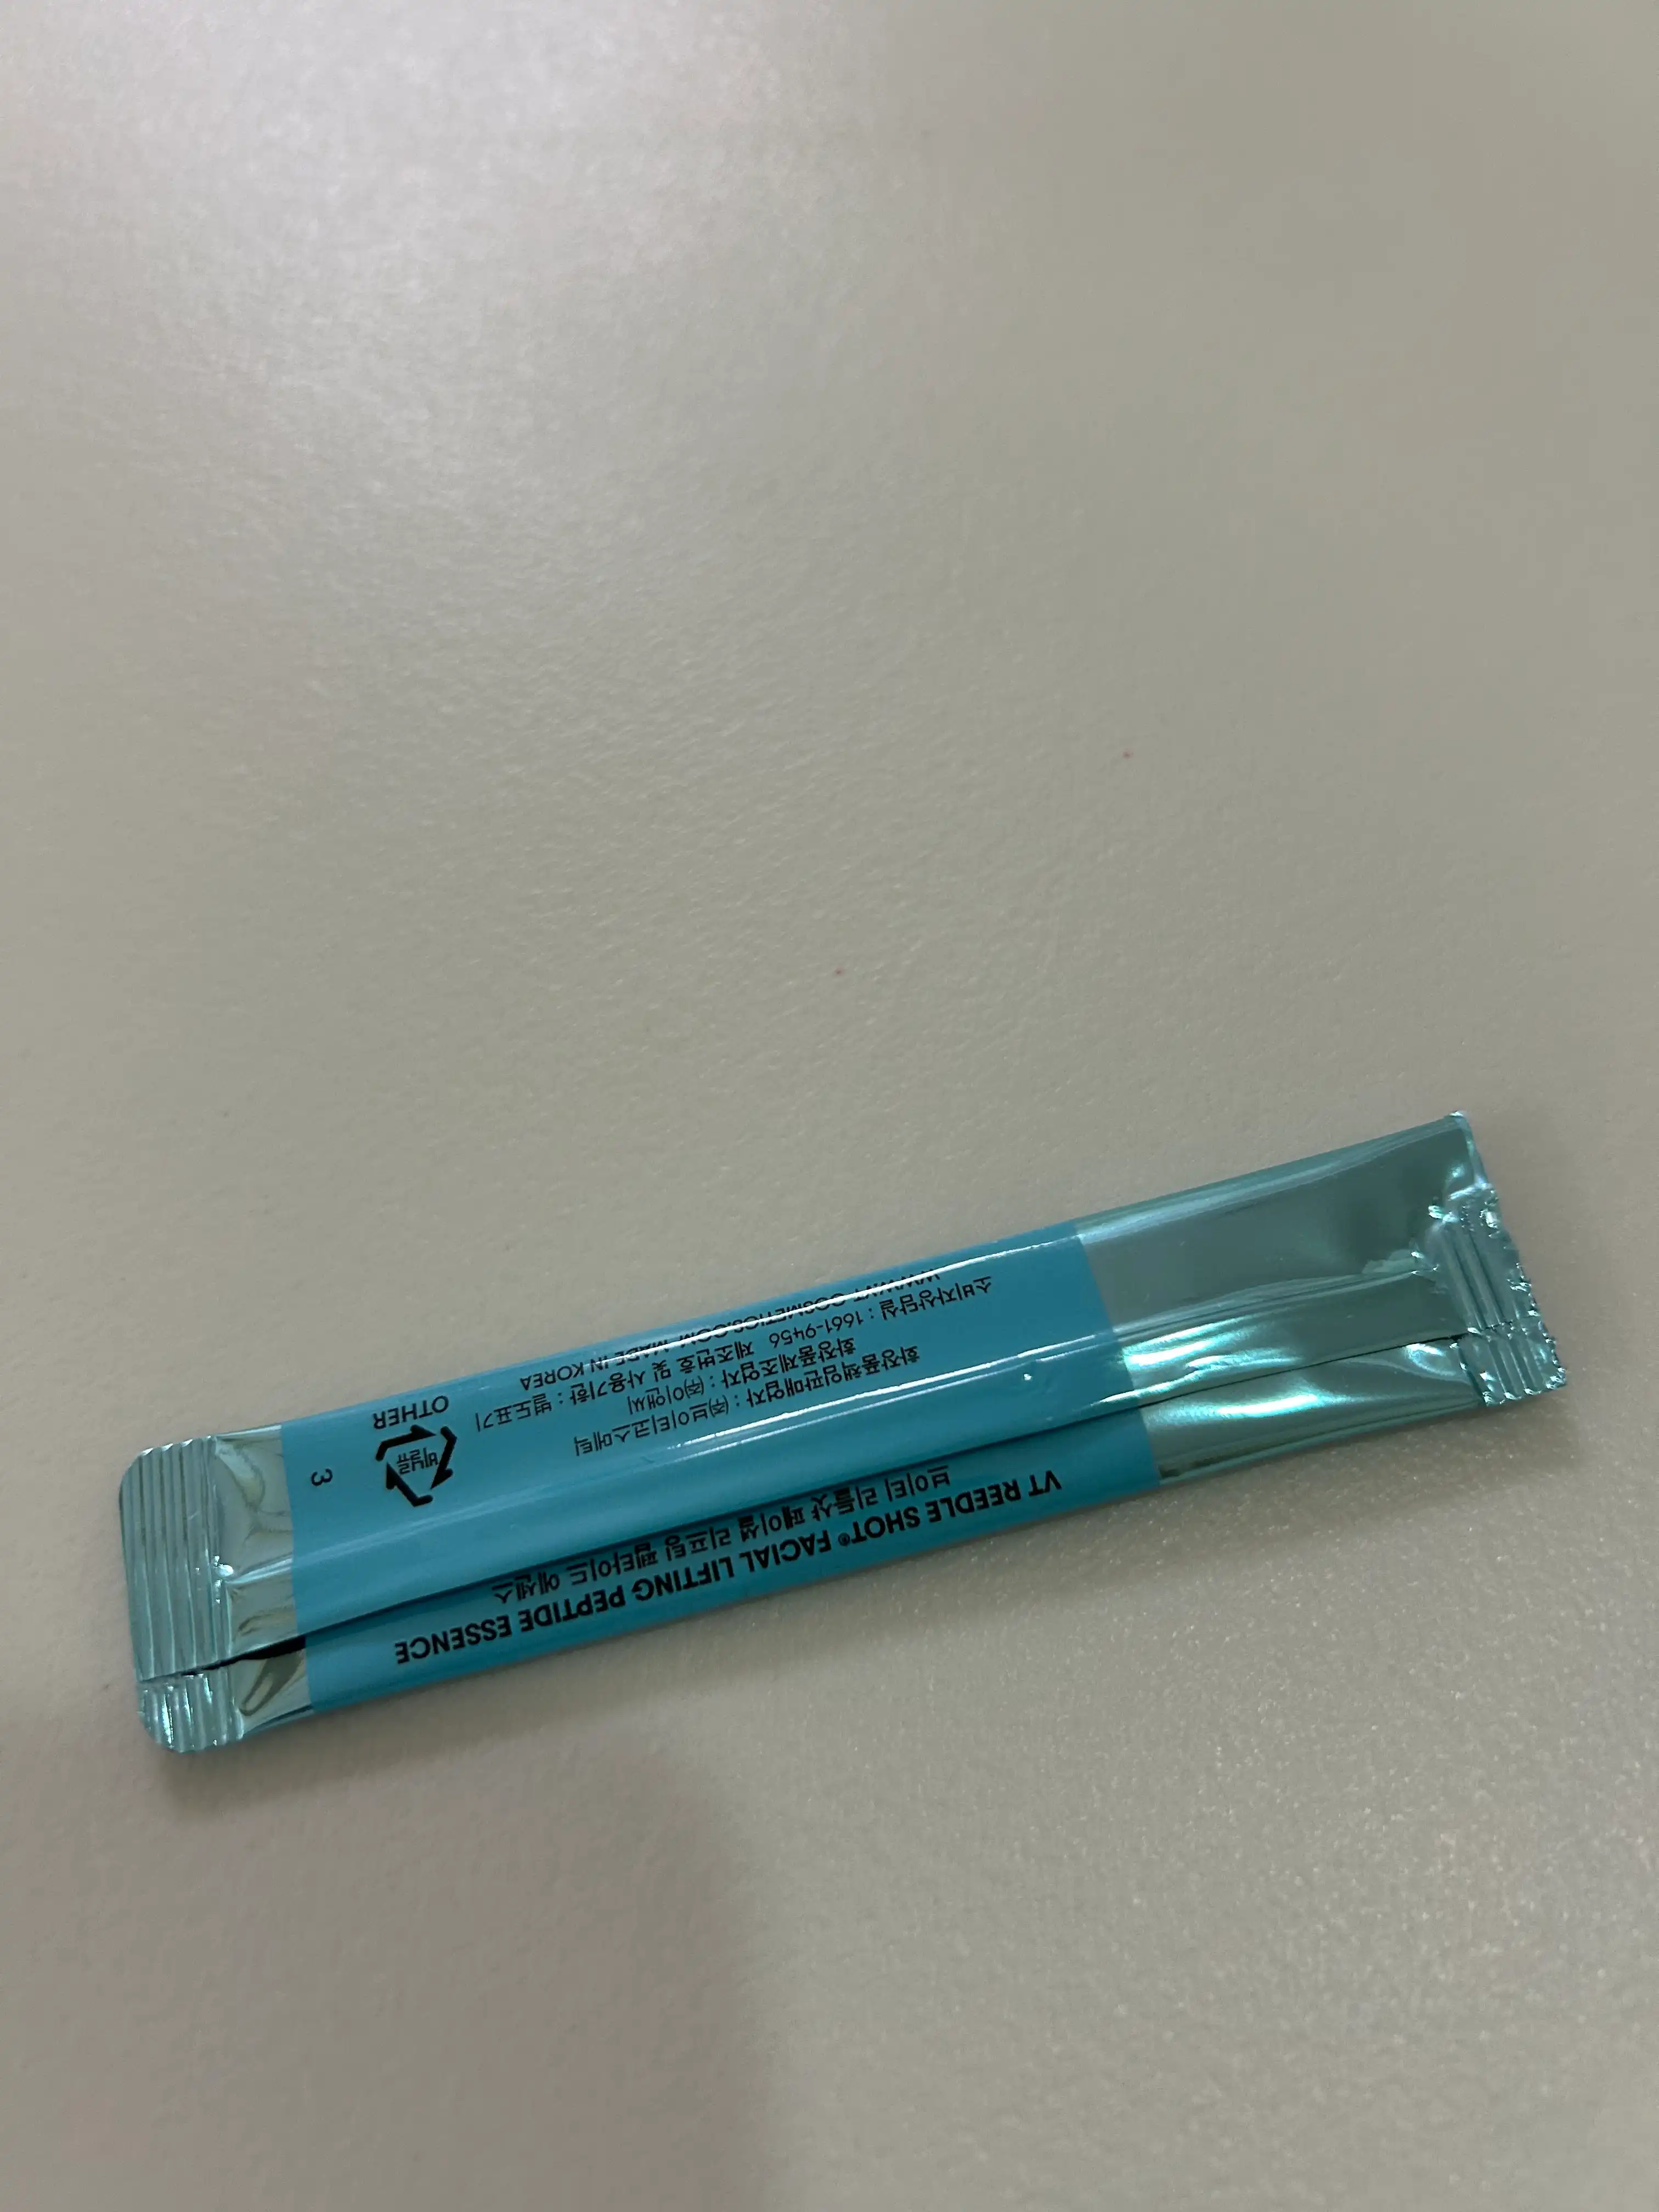 VT REEDLE SHOT® FACIAL LIFTING PEPTIDE ESSENCE
브이티 리들샷 페이셜 리프팅 펩타이드 에센스
화장품책임판매업자 : ㈜브이티코스메틱
화장품제조업자 : ㈜이앤씨
소비자상담실 : 1661-9456 제조번호 및 사용기한 : 별도표기
WWW.VT-COSMETICS.COM MADE IN KOREA
비닐류
OTHER
3